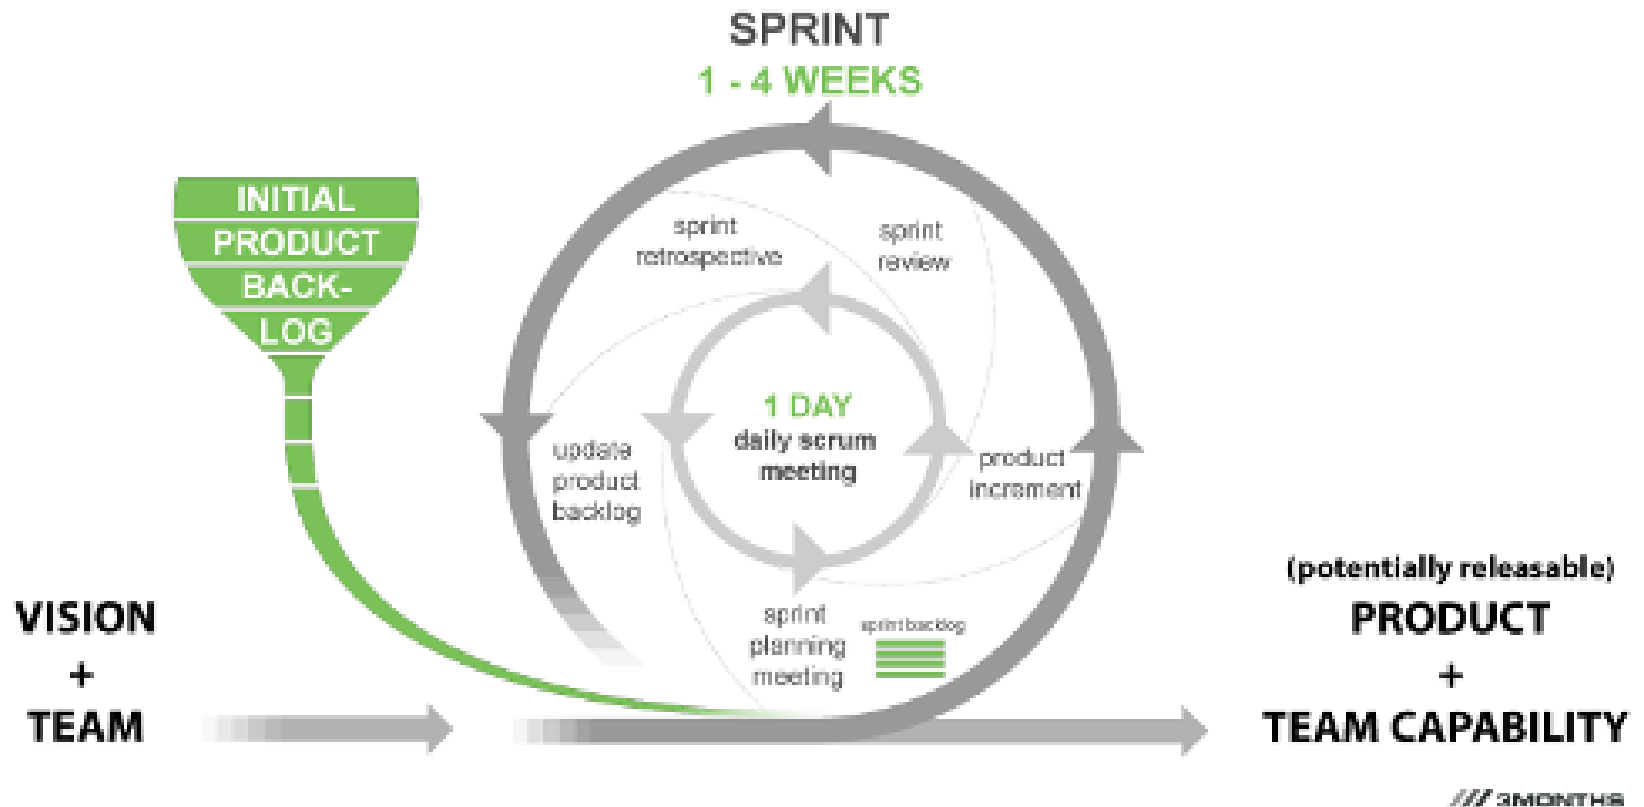 SPRINT
1 - 4 WEEKS
INITIAL
PRODUCT
BACK-
LOG
sprint
retrospective
sprint
review
1 DAY
daily scrum
meeting
update
product
backlog
product
increment
sprint
planning
meeting
sprint backlog
VISION
+
TEAM
(potentially releasable)
PRODUCT
+
TEAM CAPABILITY
/// 3MONTHS